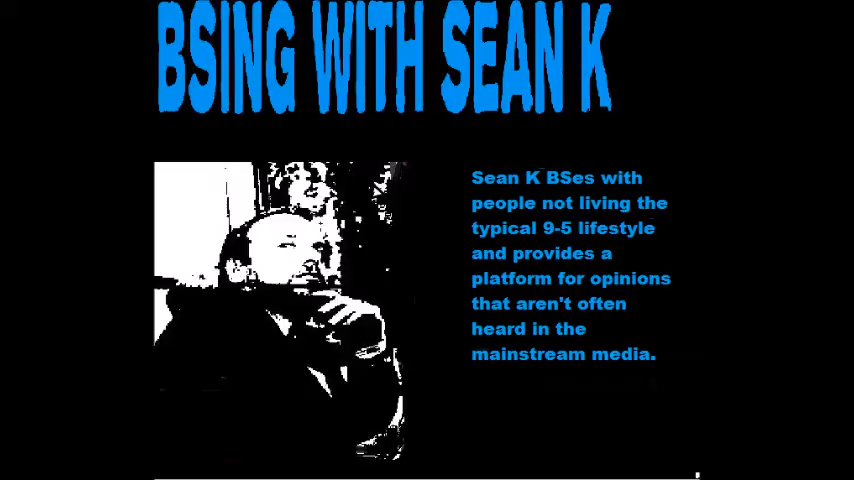 BSING WITH SEAN K
Sean K BSes with
people not living the
typical 9-5 lifestyle
and provides a
platform for opinions
that aren't often
heard in the
mainstream media.